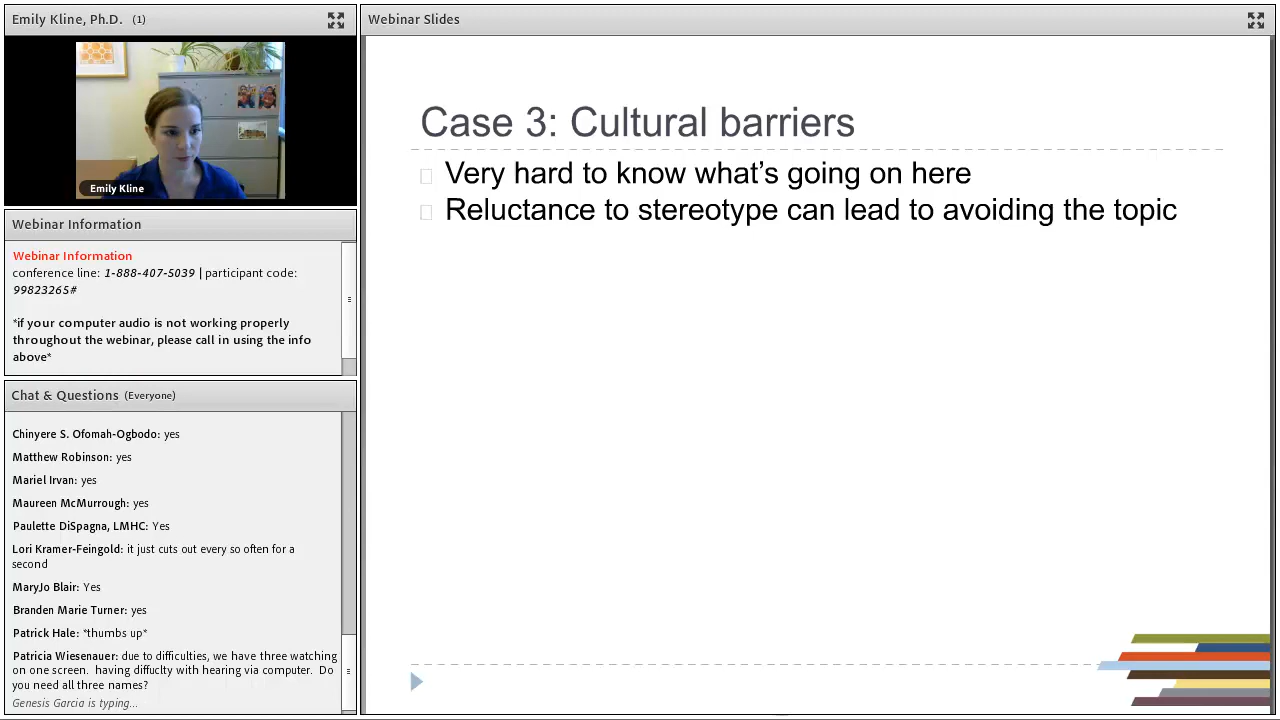 Emily Kline, Ph.D. (1)
Emily Kline
Webinar Information
Webinar Information
conference line: 1-888-407-5039 | participant code:
99823265#
*if your computer audio is not working properly
throughout the webinar, please call in using the info
above*
Chat & Questions (Everyone)
Chinyere S. Ofomah-Ogbodo: yes
Matthew Robinson: yes
Mariel Irvan: yes
Maureen McMurrough: yes
Paulette DiSpagna, LMHC: Yes
Lori Kramer-Feingold: it just cuts out every so often for a
second
MaryJo Blair: Yes
Branden Marie Turner: yes
Patrick Hale: *thumbs up*
Patricia Wiesenauer: due to difficulties, we have three watching
on one screen. having diffuclty with hearing via computer. Do
you need all three names?
Genesis Garcia is typing...
Webinar Slides
Case 3: Cultural barriers
Very hard to know what’s going on here
Reluctance to stereotype can lead to avoiding the topic